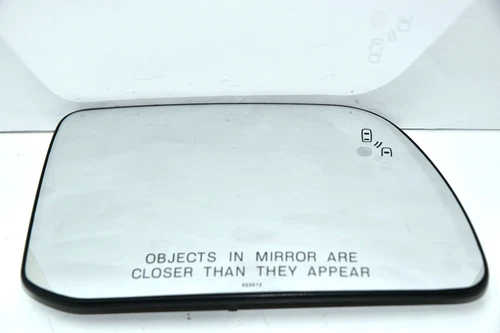 OBJECTS IN MIRROR ARE
CLOSER THAN THEY APPEAR